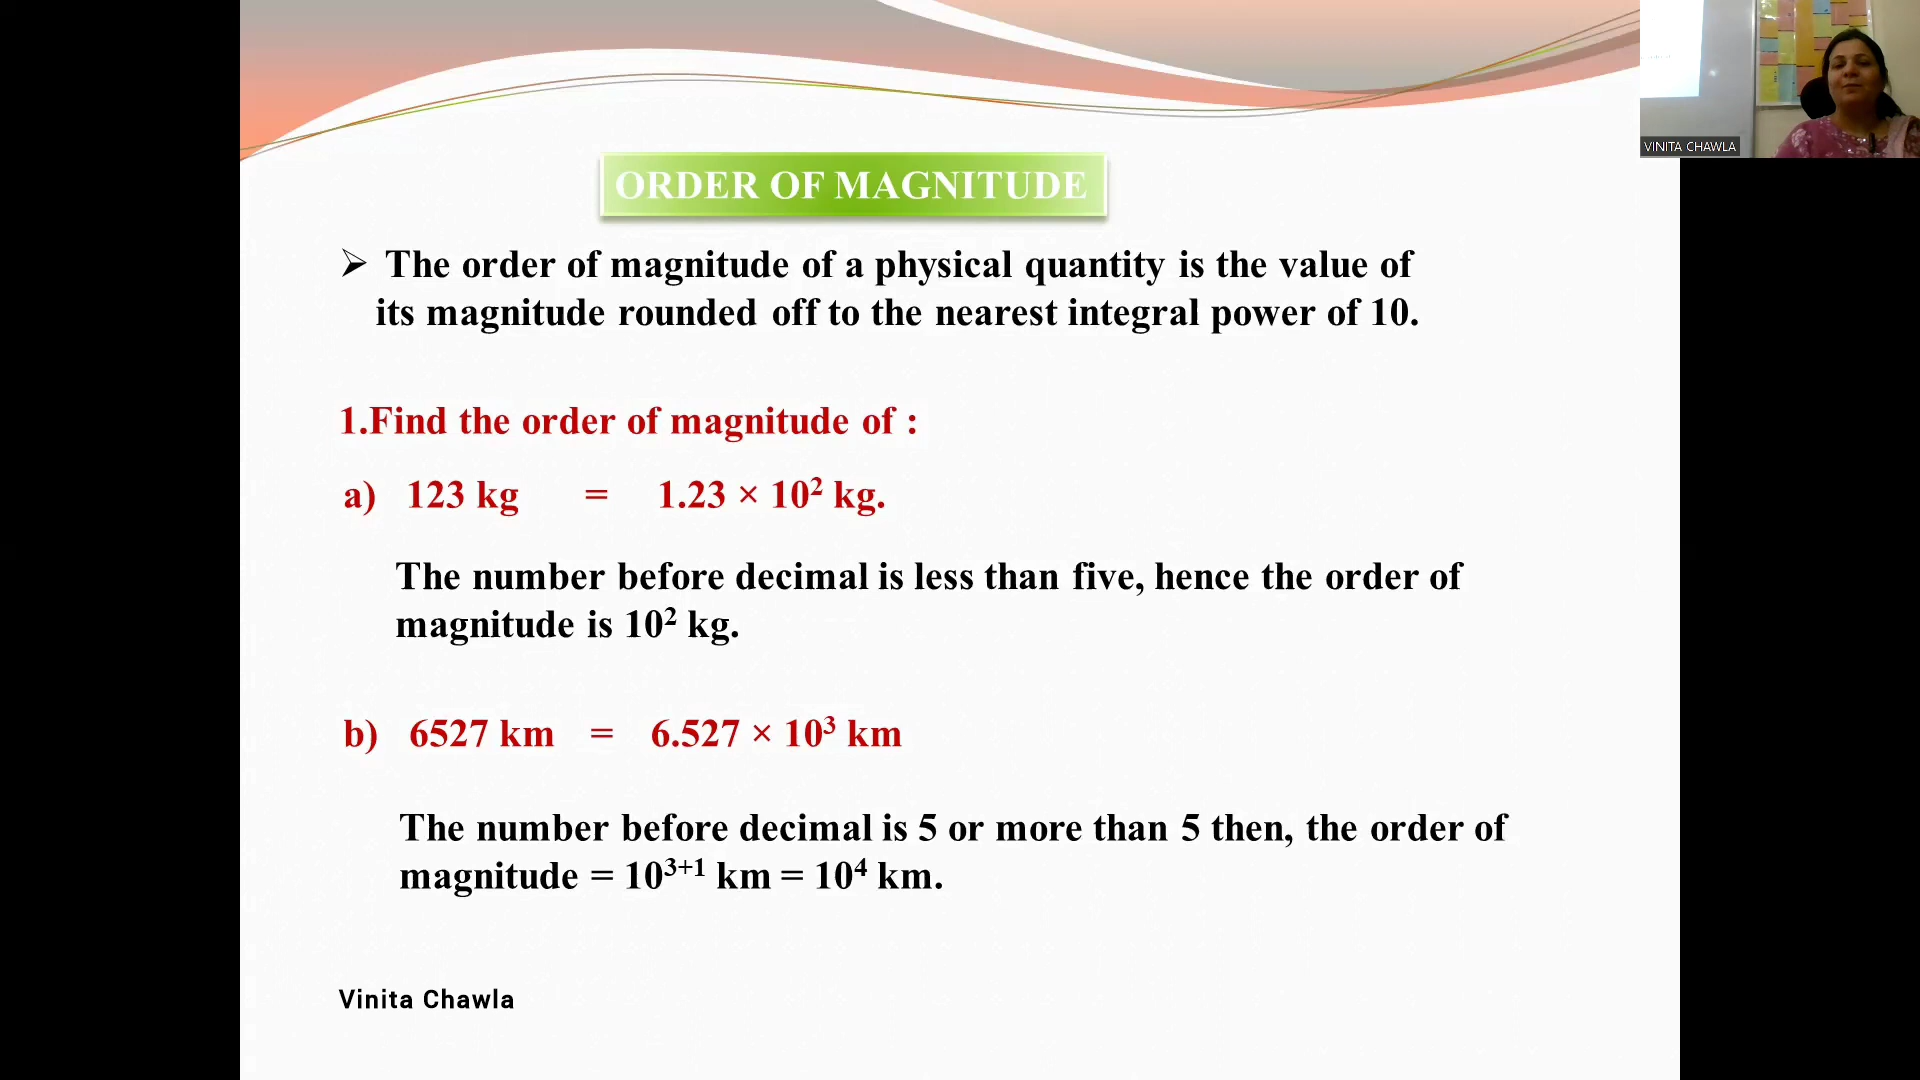 VINITA CHAWLA
ORDER OF MAGNITUDE
➢ The order of magnitude of a physical quantity is the value of
its magnitude rounded off to the nearest integral power of 10.
1.Find the order of magnitude of :
a) 123 kg = 1.23 × 10² kg.
The number before decimal is less than five, hence the order of
magnitude is 10² kg.
b) 6527 km = 6.527 × 10³ km
The number before decimal is 5 or more than 5 then, the order of
magnitude = 10³⁺¹ km = 10⁴ km.
Vinita Chawla